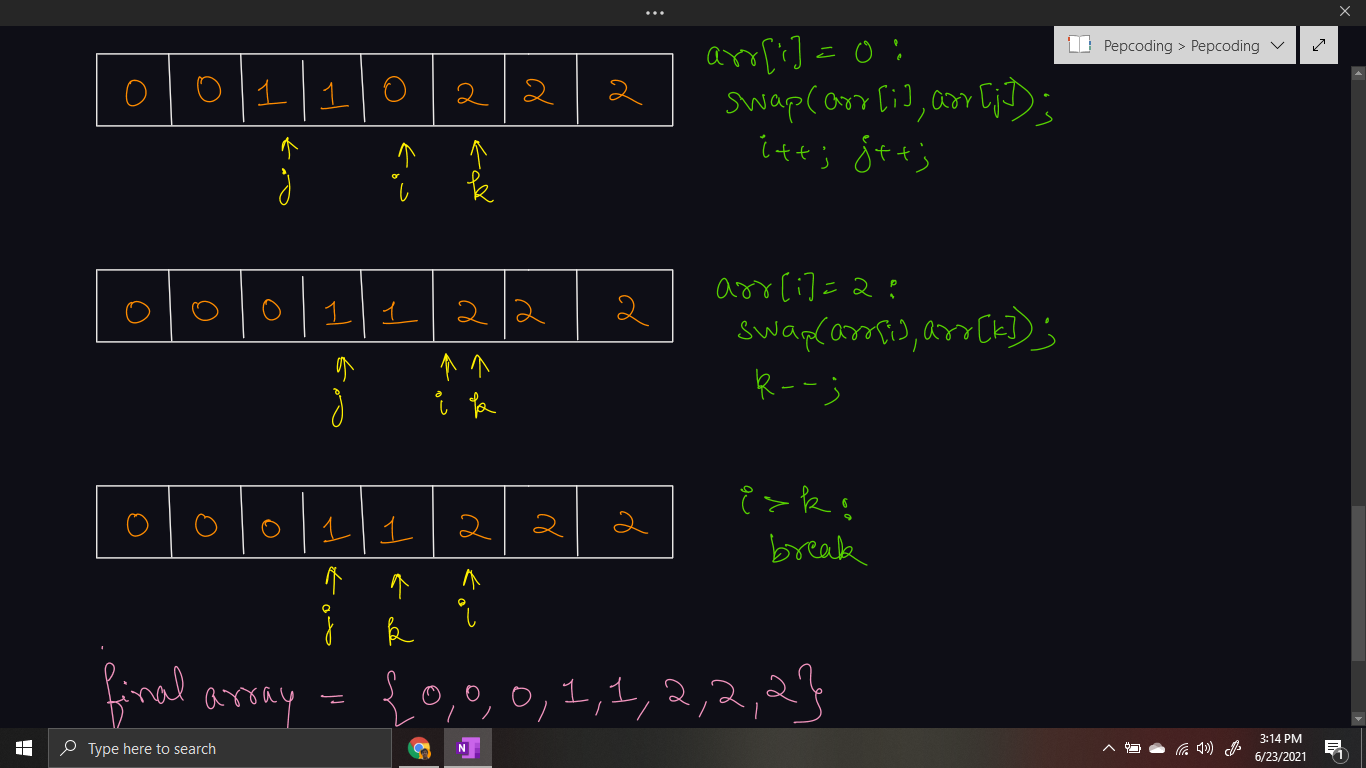 Pepcoding > Pepcoding
arr[i] = 0 :
swap(arr[i], arr[j]);
i++; j++;
0 0 1 1 0 2 2 2
j i k
arr[i] = 2 :
swap(arr[i], arr[k]);
k--;
0 0 0 1 1 2 2 2
j i k
i > k :
break
0 0 0 1 1 2 2 2
j k i
final array = {0, 0, 0, 1, 1, 2, 2, 2}
Type here to search
N
3:14 PM
6/23/2021
1